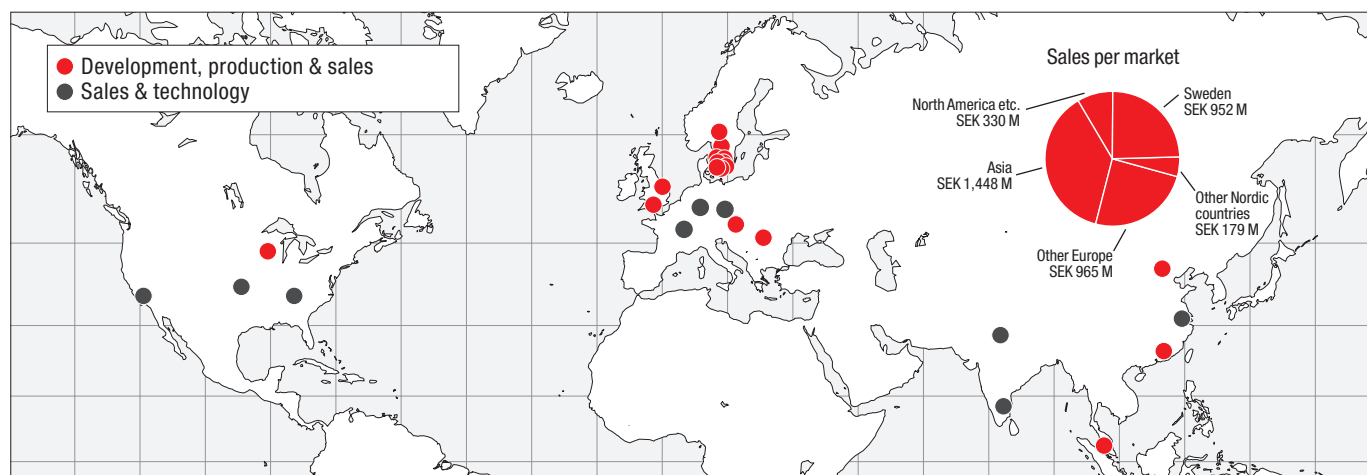 Development, production & sales
Sales & technology
Sales per market
North America etc.
SEK 330 M
Sweden
SEK 952 M
Asia
SEK 1,448 M
Other Nordic
countries
SEK 179 M
Other Europe
SEK 965 M